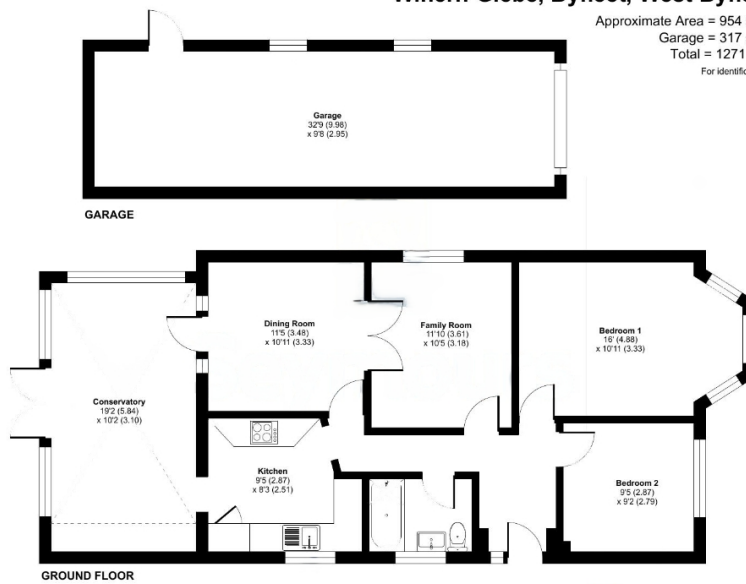 Approximate Area = 954
Garage = 317
Total = 1271
Garage
32'9 (9.98)
x 9'8 (2.95)
GARAGE
Dining Room
11'5 (3.48)
x 10'11 (3.33)
Family Room
11'10 (3.61)
x 10'5 (3.18)
Bedroom 1
16' (4.88)
x 10'11 (3.33)
Conservatory
19'2 (5.84)
x 10'2 (3.10)
Kitchen
9'5 (2.87)
x 8'3 (2.51)
Bedroom 2
9'5 (2.87)
x 9'2 (2.79)
GROUND FLOOR